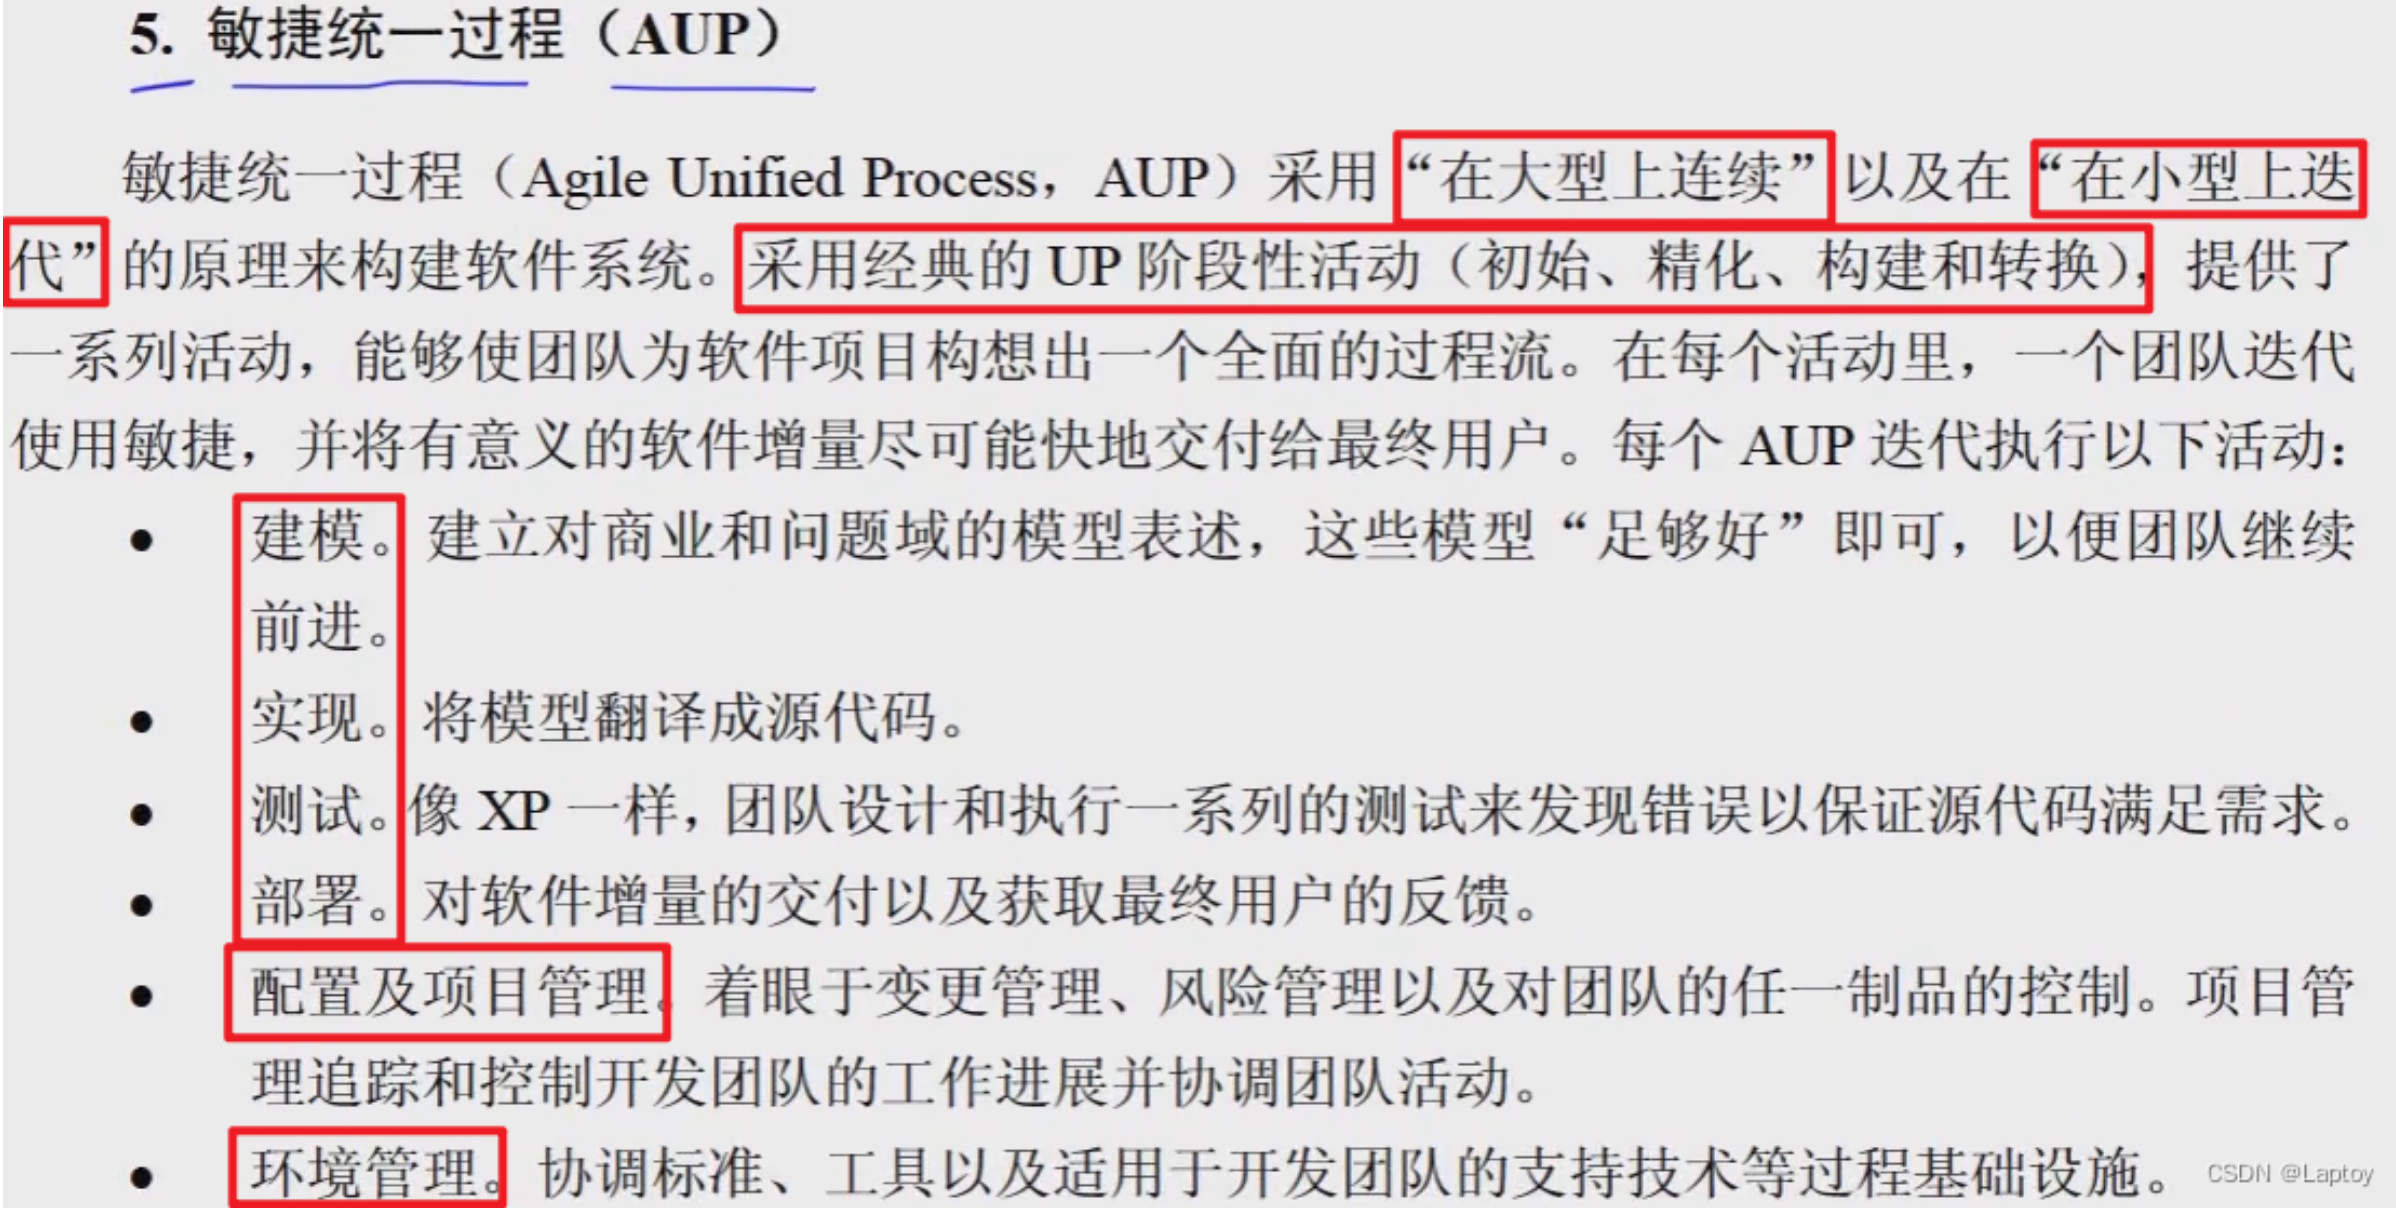 5. 敏捷统一过程（AUP）
敏捷统一过程（Agile Unified Process，AUP）采用“在大型上连续”以及在“在小型上迭
代”的原理来构建软件系统。采用经典的 UP 阶段性活动（初始、精化、构建和转换），提供了
一系列活动，能够使团队为软件项目构想出一个全面的过程流。在每个活动里，一个团队迭代
使用敏捷，并将有意义的软件增量尽可能快地交付给最终用户。每个 AUP 迭代执行以下活动：
● 建模。建立对商业和问题域的模型表述，这些模型“足够好”即可，以便团队继续
前进。
● 实现。将模型翻译成源代码。
● 测试。像 XP 一样，团队设计和执行一系列的测试来发现错误以保证源代码满足需求。
● 部署。对软件增量的交付以及获取最终用户的反馈。
● 配置及项目管理。着眼于变更管理、风险管理以及对团队的任一制品的控制。项目管
理追踪和控制开发团队的工作进展并协调团队活动。
● 环境管理。协调标准、工具以及适用于开发团队的支持技术等过程基础设施。
CSDN @Laptoy